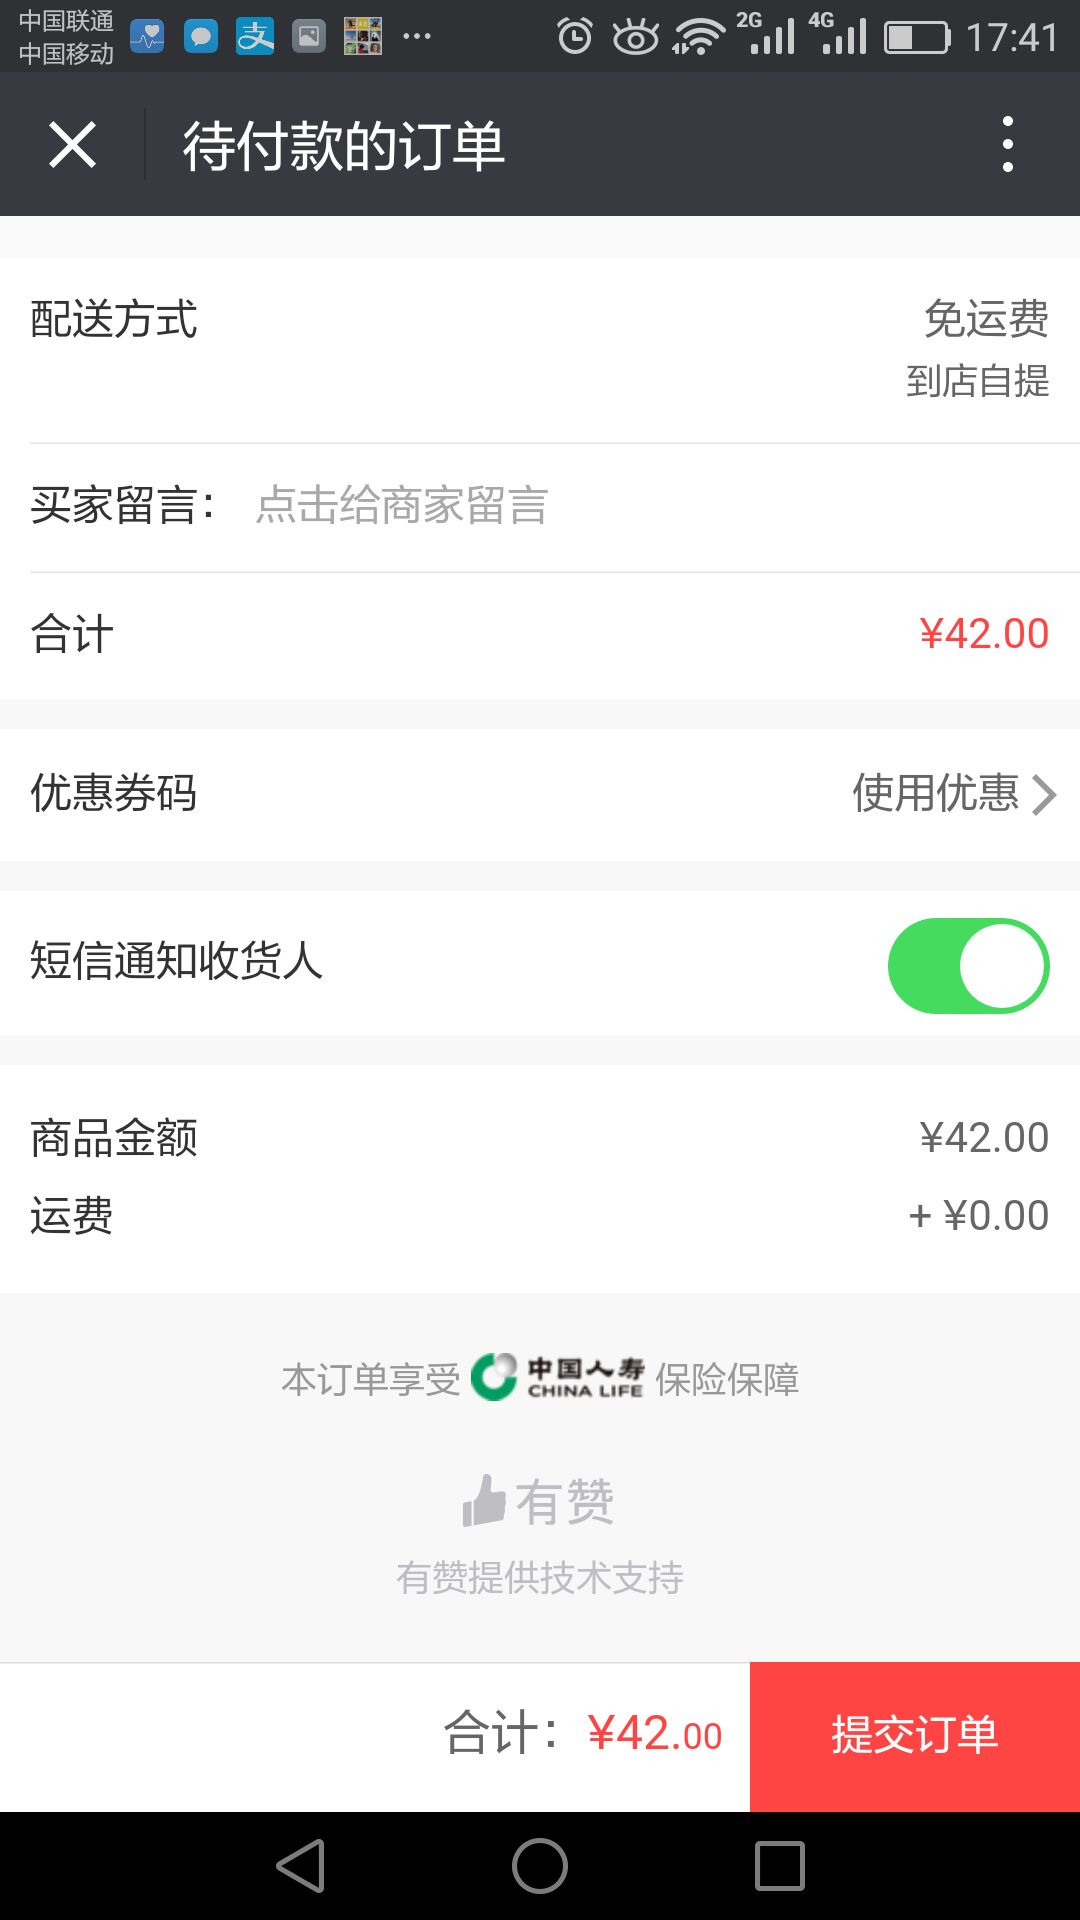 中国联通
中国移动
支
2G
4G
17:41
待付款的订单
配送方式
免运费
到店自提
买家留言：
点击给商家留言
合计
¥42.00
优惠券码
使用优惠
短信通知收货人
商品金额
¥42.00
运费
+ ¥0.00
本订单享受 中国人寿 CHINA LIFE 保险保障
有赞
有赞提供技术支持
合计：¥42.00
提交订单